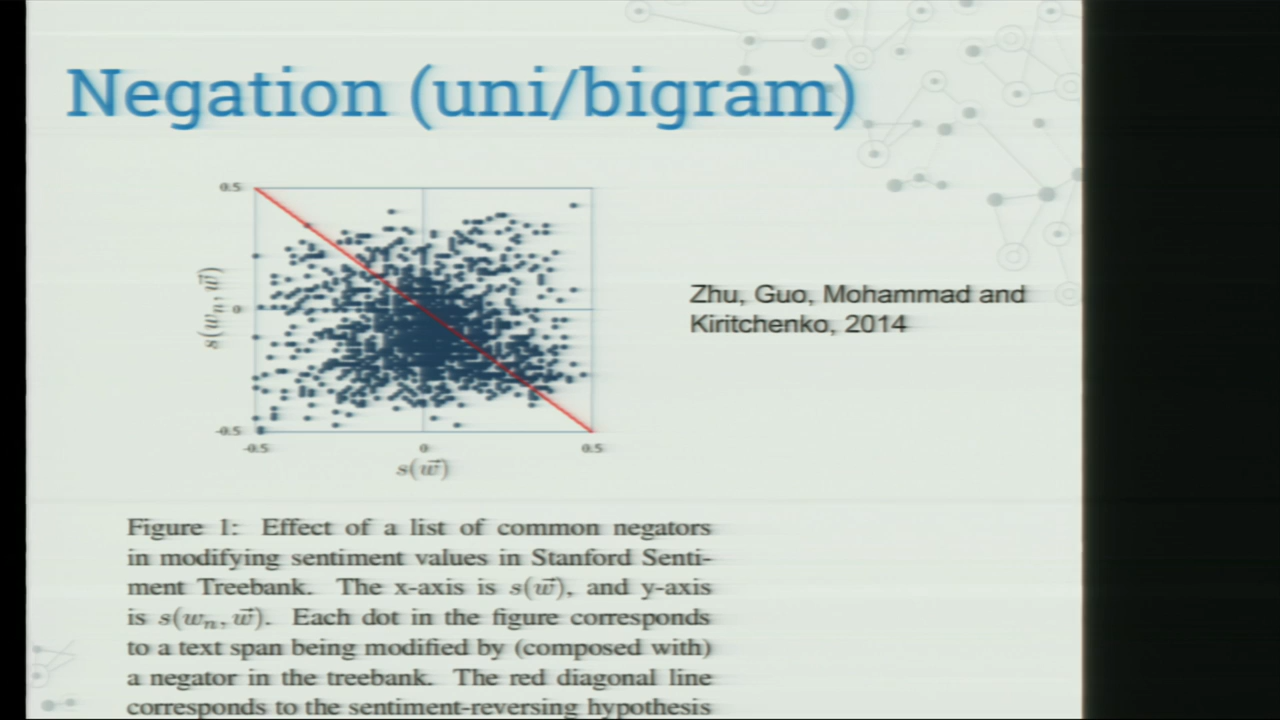 Negation (uni/bigram)
0.5
s(wₙ, w⃗)
0
-0.5
-0.5
0
0.5
s(w⃗)
Zhu, Guo, Mohammad and
Kiritchenko, 2014
Figure 1: Effect of a list of common negators
in modifying sentiment values in Stanford Senti-
ment Treebank. The x-axis is s(w⃗), and y-axis
is s(wₙ, w⃗). Each dot in the figure corresponds
to a text span being modified by (composed with)
a negator in the treebank. The red diagonal line
corresponds to the sentiment-reversing hypothesis